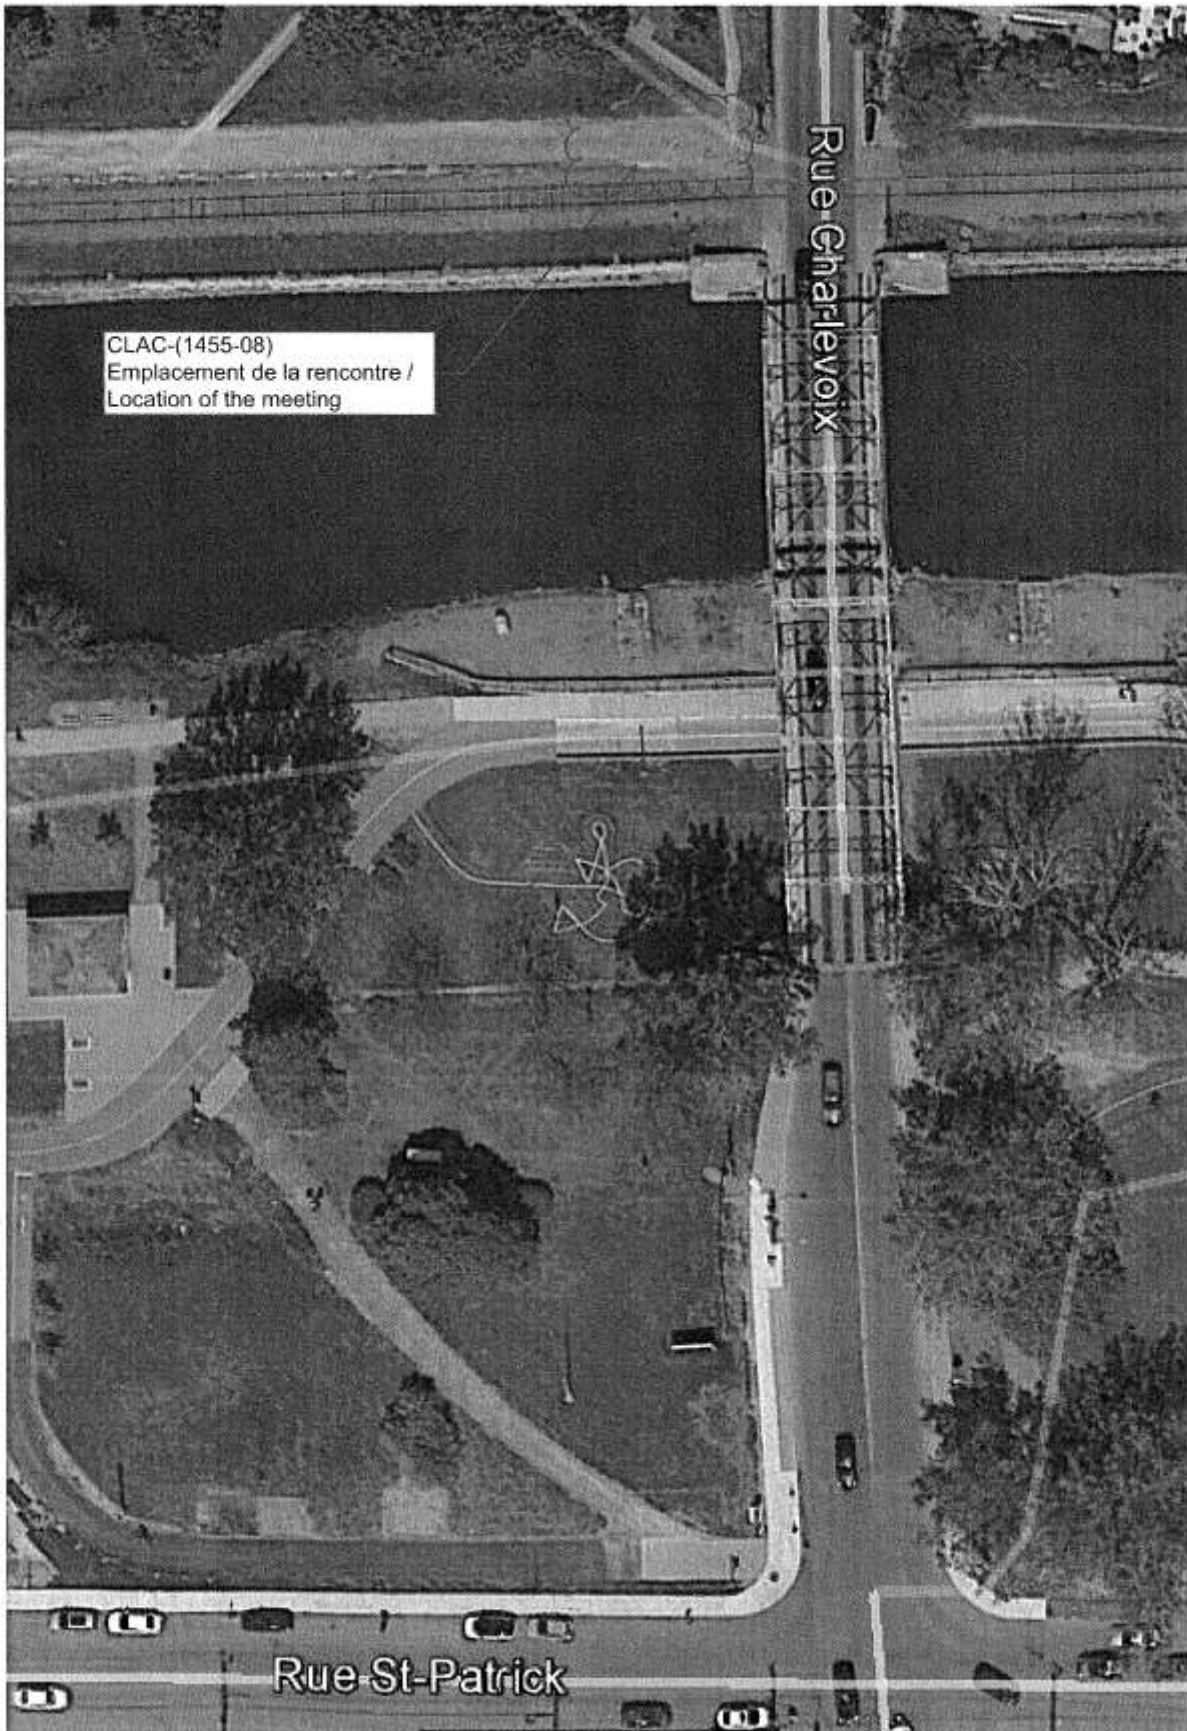 Rue Charlevoix
CLAC-(1455-08)
Emplacement de la rencontre /
Location of the meeting
Rue St-Patrick